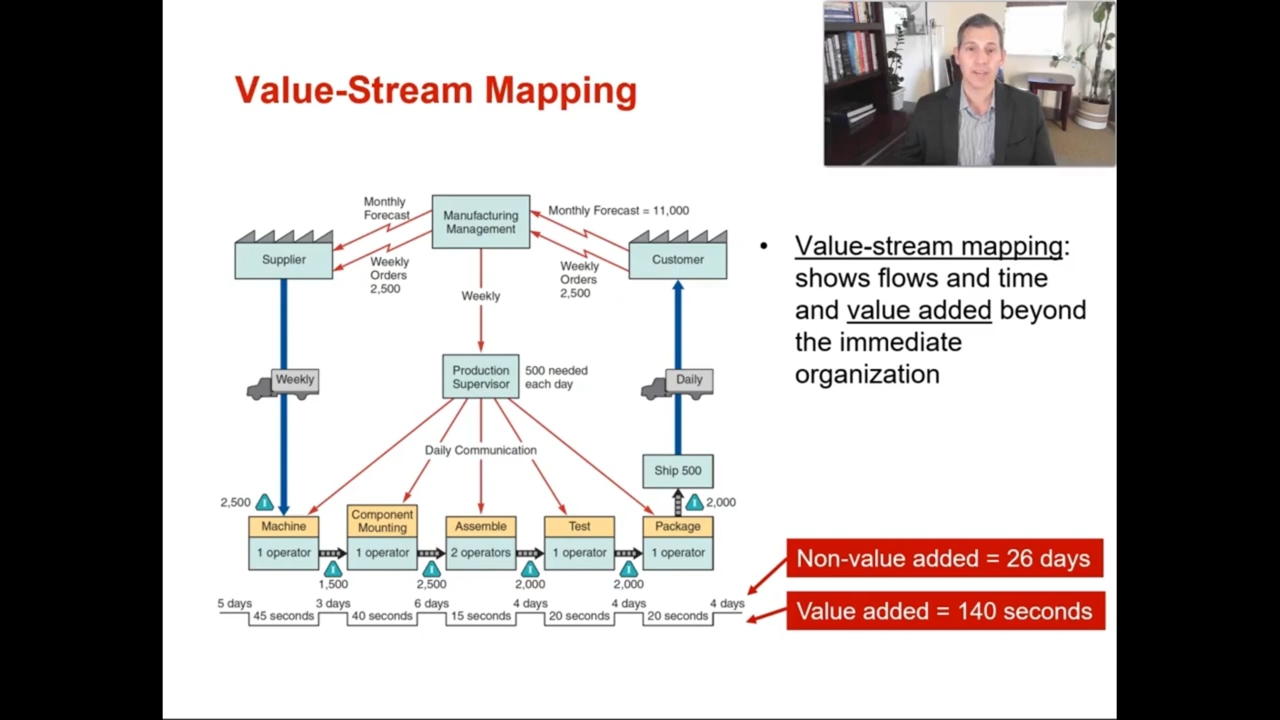 Value-Stream Mapping
Monthly
Forecast
Manufacturing
Management
Monthly Forecast = 11,000
Supplier
Weekly
Orders
2,500
Weekly
Orders
2,500
Customer
Weekly
Weekly
Production
Supervisor
500 needed
each day
Daily
Daily Communication
Ship 500
2,500
I
I
2,000
Machine
Component
Mounting
Assemble
Test
Package
1 operator
1 operator
2 operators
1 operator
1 operator
I
I
I
I
1,500
2,500
2,000
2,000
5 days
3 days
6 days
4 days
4 days
4 days
45 seconds
40 seconds
15 seconds
20 seconds
20 seconds
• Value-stream mapping:
shows flows and time
and value added beyond
the immediate
organization
Non-value added = 26 days
Value added = 140 seconds